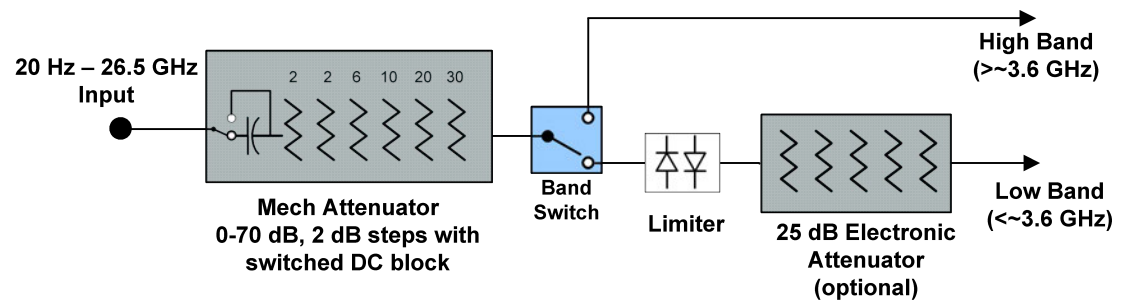 20 Hz – 26.5 GHz
Input
2 2 6 10 20 30
Mech Attenuator
0-70 dB, 2 dB steps with
switched DC block
Band
Switch
Limiter
25 dB Electronic
Attenuator
(optional)
High Band
(>~3.6 GHz)
Low Band
(<~3.6 GHz)